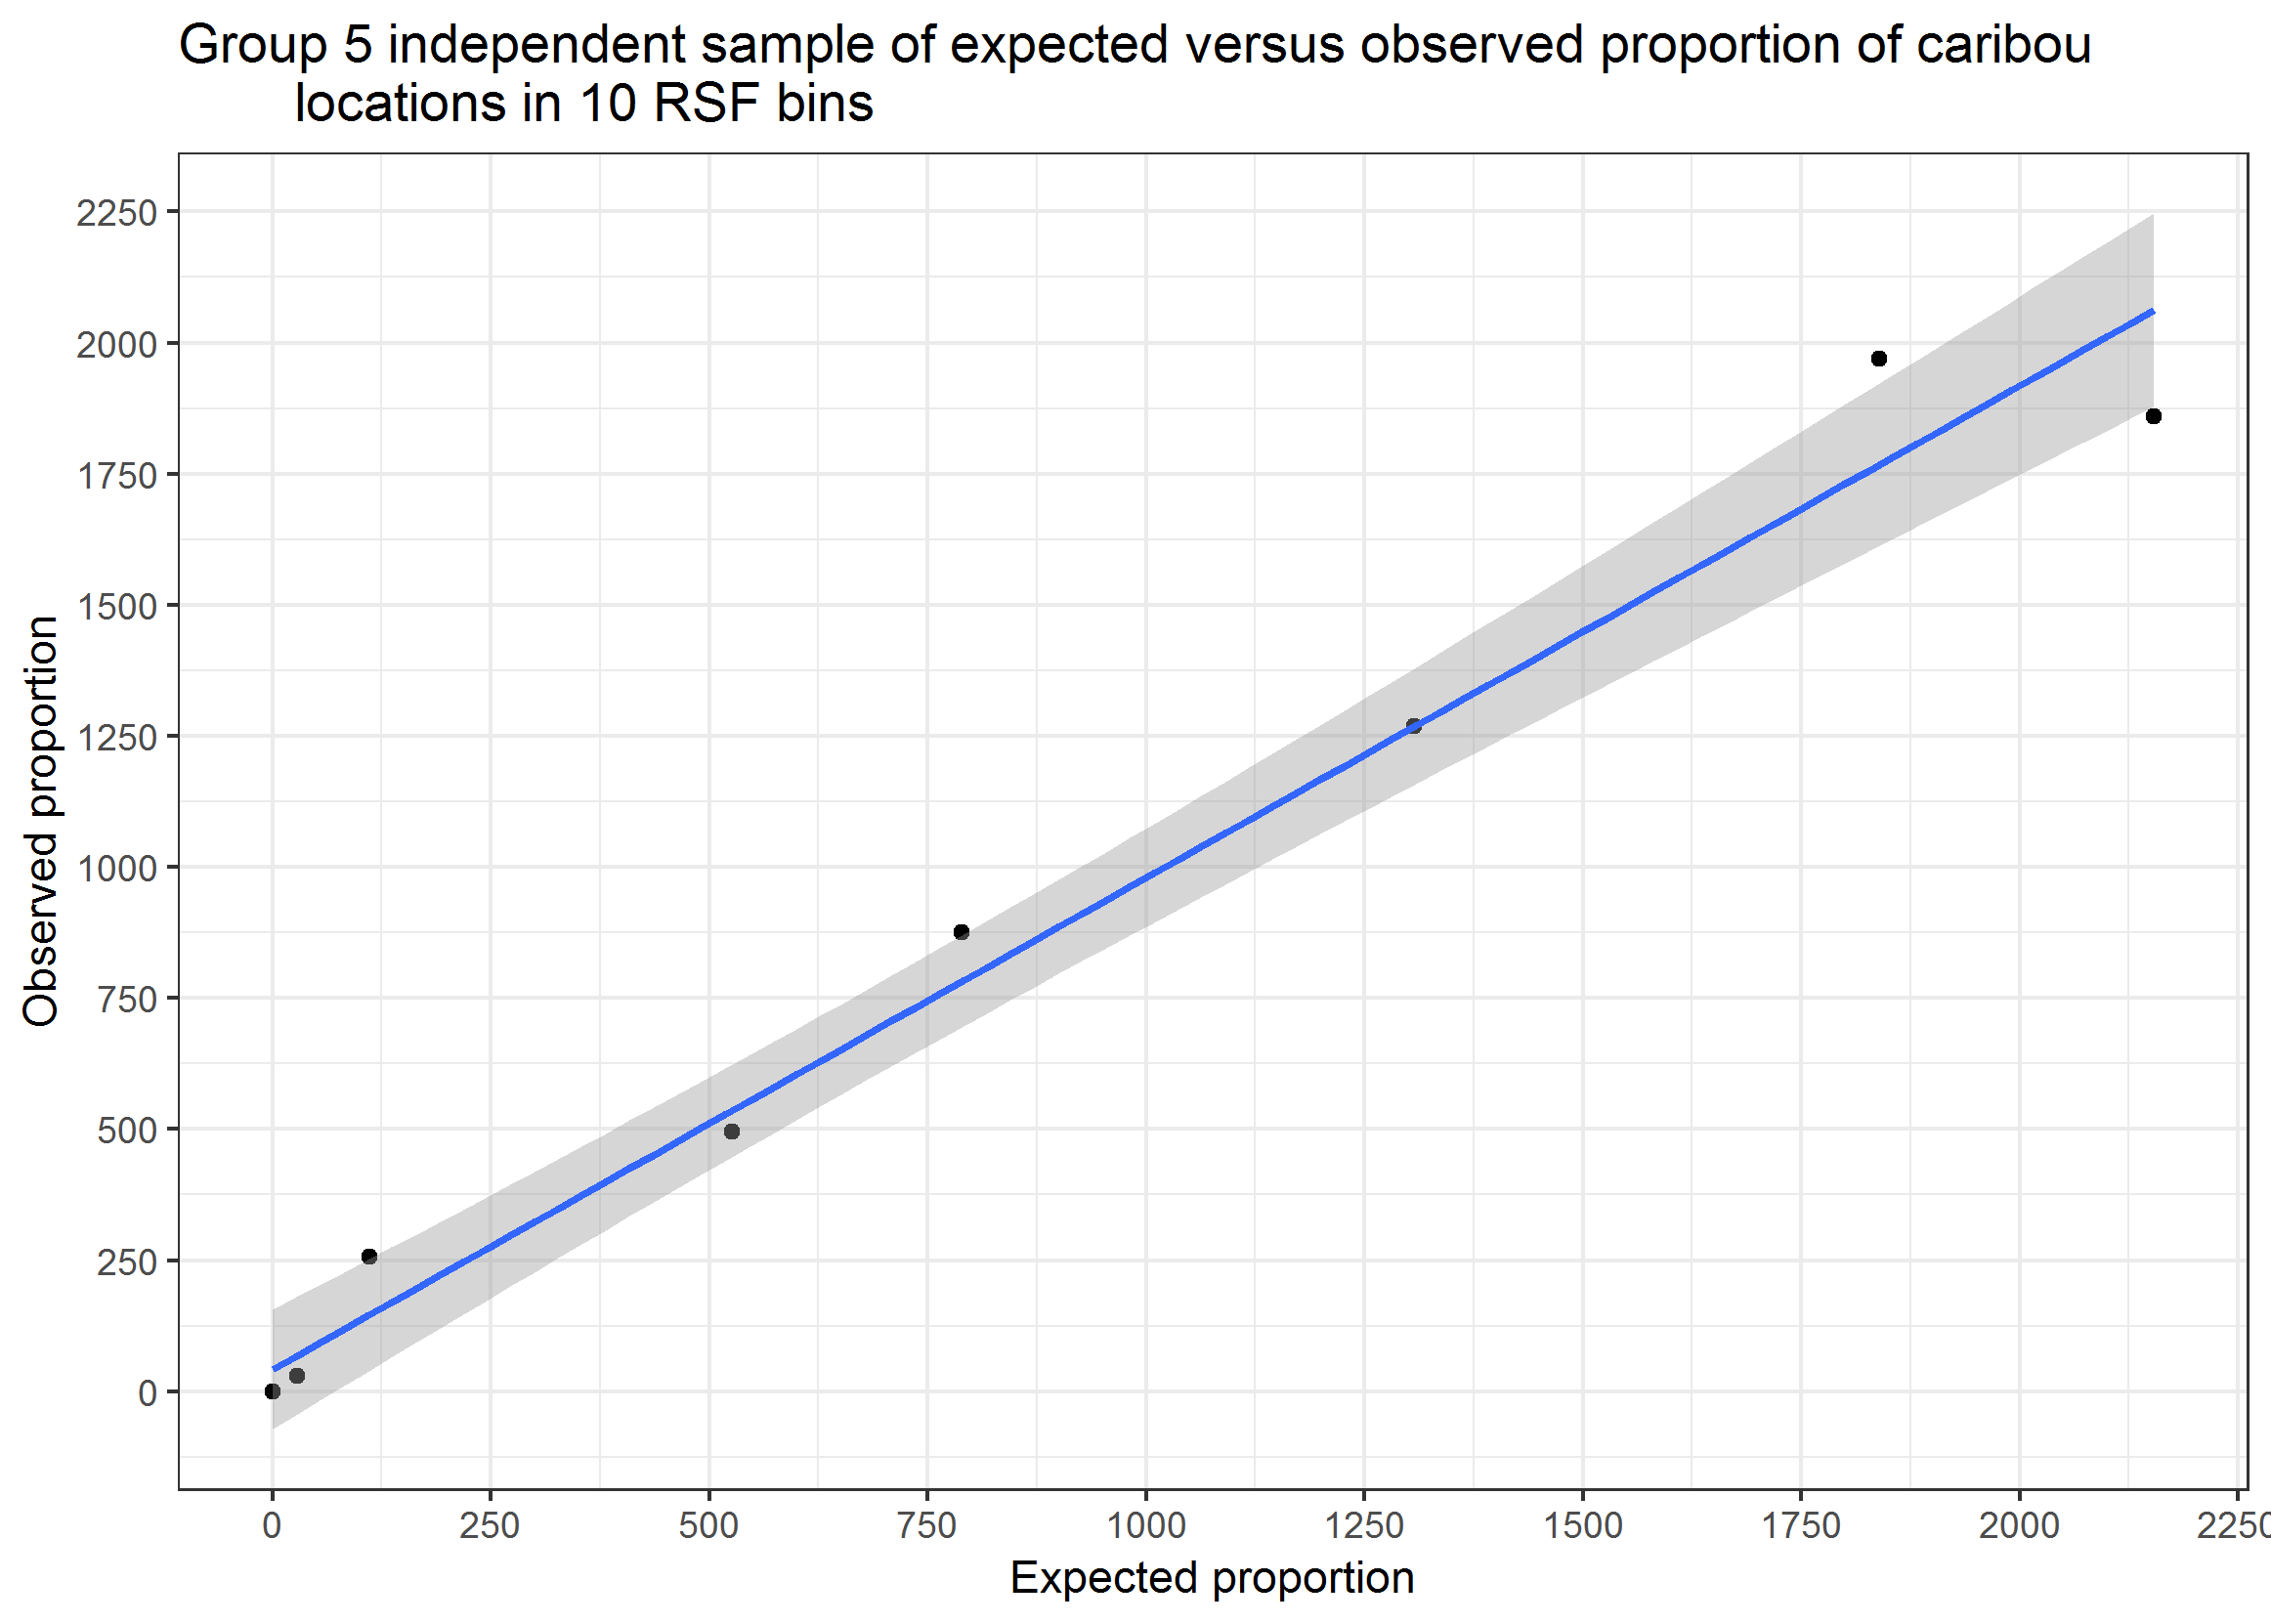 Group 5 independent sample of expected versus observed proportion of caribou
locations in 10 RSF bins
2250
2000
1750
1500
1250
1000
750
500
250
0
Observed proportion
0 250 500 750 1000 1250 1500 1750 2000 2250
Expected proportion